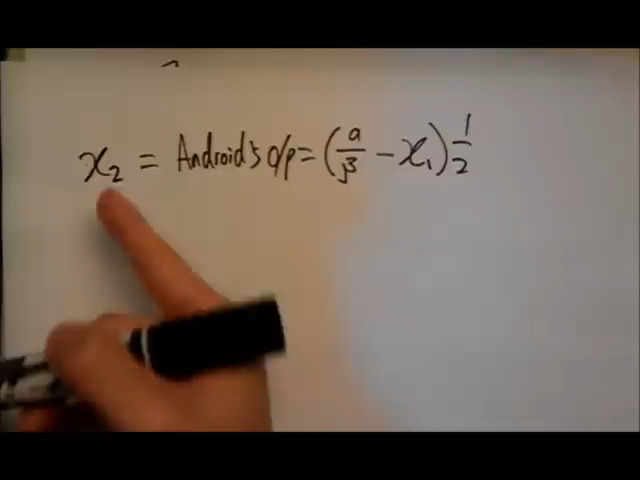 x₂ = Android's o/p = (a/β − x₁) 1/2